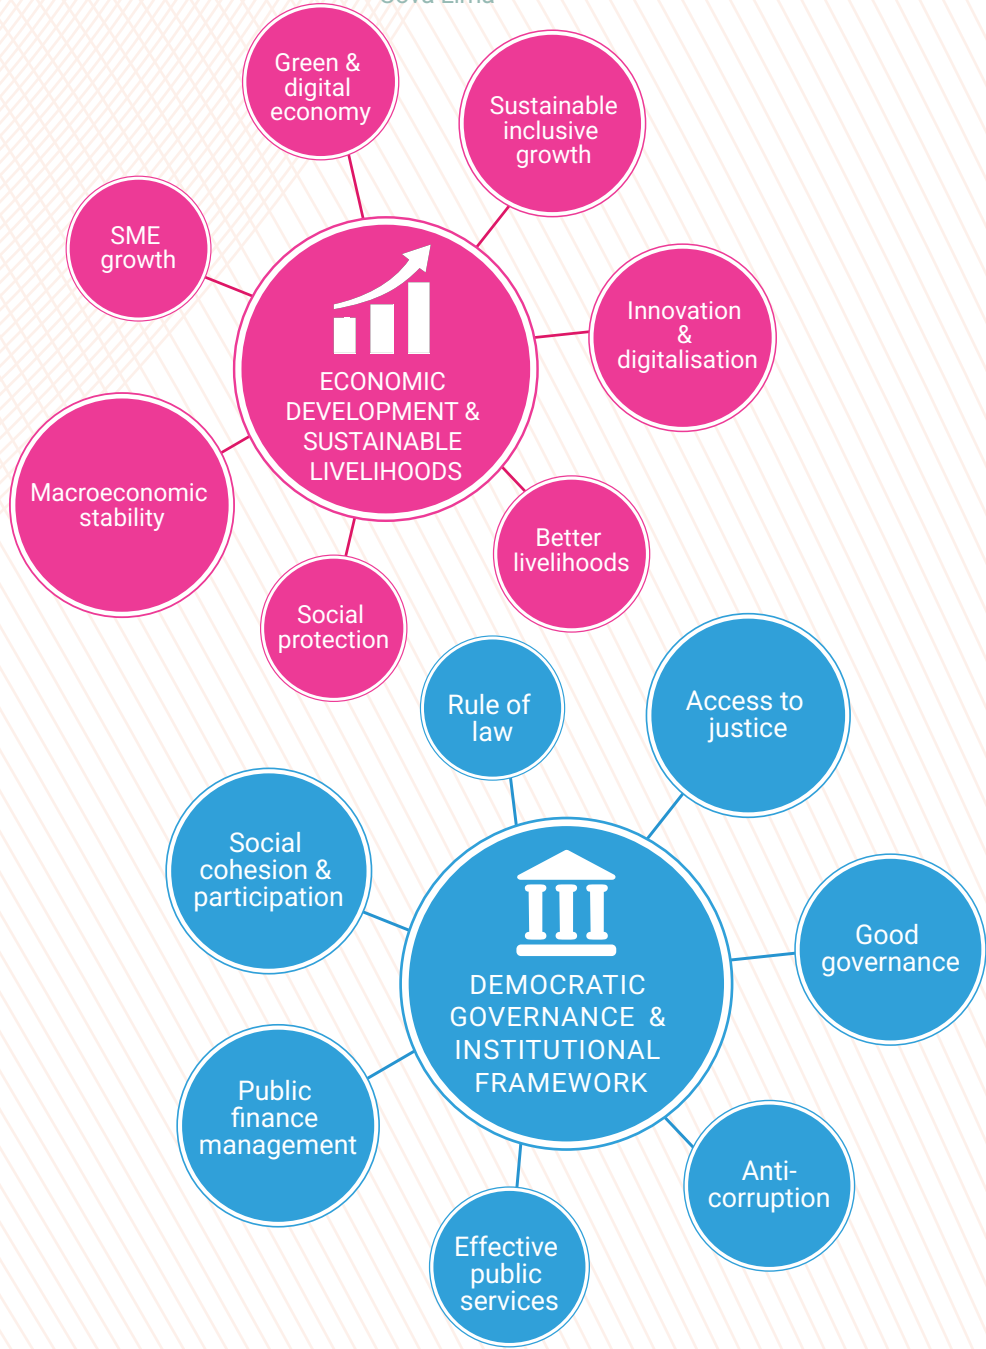 Green &
digital
economy
Sustainable
inclusive
growth
SME
growth
Innovation
&
digitalisation
ECONOMIC
DEVELOPMENT &
SUSTAINABLE
LIVELIHOODS
Macroeconomic
stability
Better
livelihoods
Social
protection
Rule of
law
Access to
justice
Social
cohesion &
participation
Good
governance
DEMOCRATIC
GOVERNANCE &
INSTITUTIONAL
FRAMEWORK
Public
finance
management
Anti-
corruption
Effective
public
services